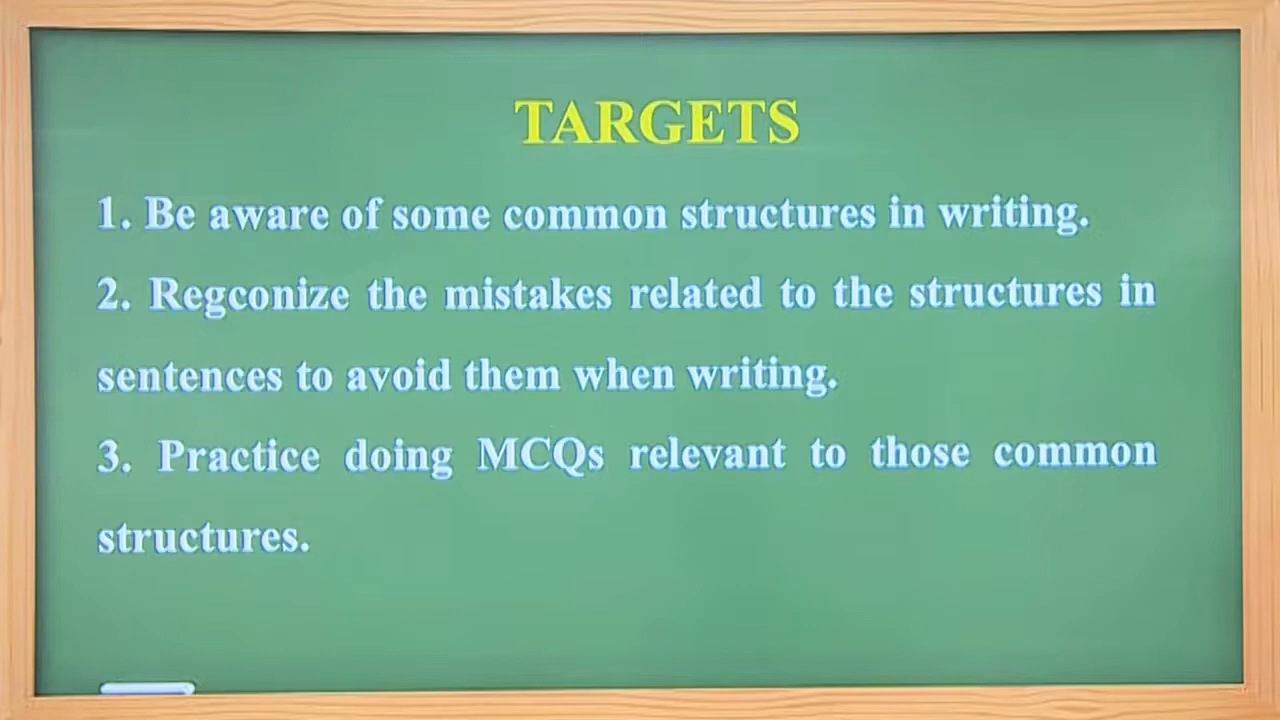 TARGETS
1. Be aware of some common structures in writing.
2. Regconize the mistakes related to the structures in
sentences to avoid them when writing.
3. Practice doing MCQs relevant to those common
structures.